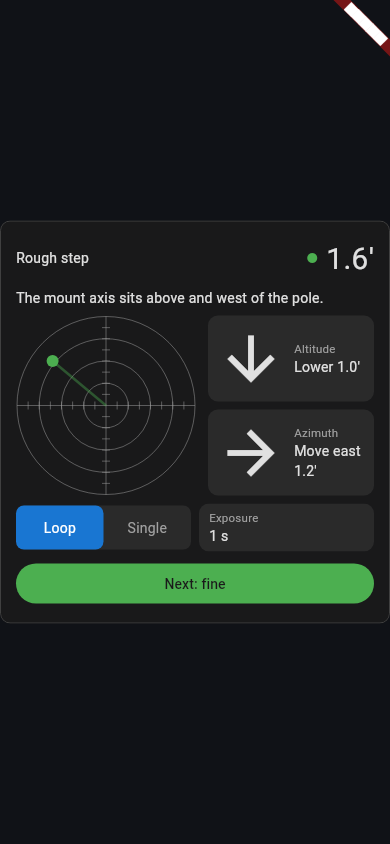 Rough step
1.6'
The mount axis sits above and west of the pole.
Altitude
Lower 1.0'
Azimuth
Move east
1.2'
Loop
Single
Exposure
1 s
Next: fine